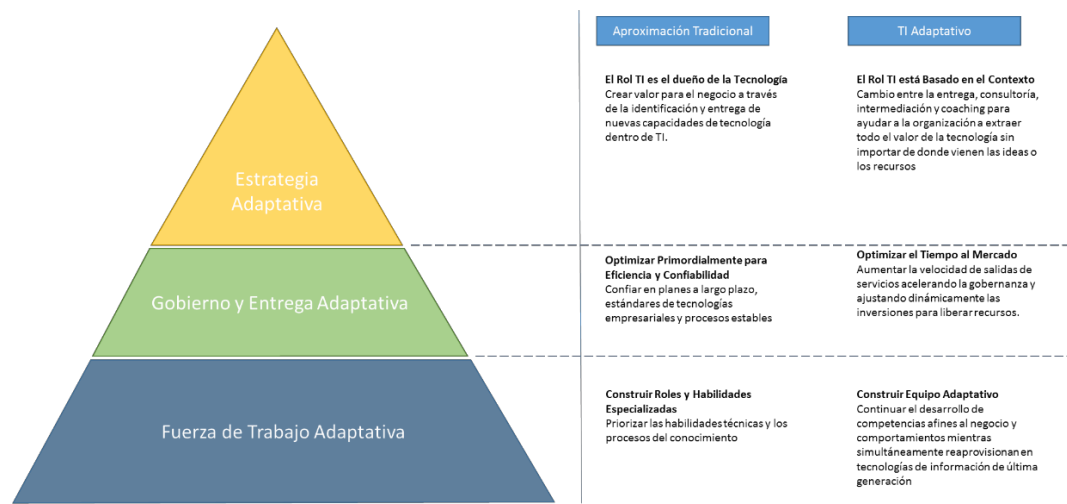 Aproximación Tradicional
TI Adaptativo
Estrategia
Adaptativa
El Rol TI es el dueño de la Tecnología
Crear valor para el negocio a través
de la identificación y entrega de
nuevas capacidades de tecnología
dentro de TI.
El Rol TI está Basado en el Contexto
Cambio entre la entrega, consultoría,
intermediación y coaching para
ayudar a la organización a extraer
todo el valor de la tecnología sin
importar de donde vienen las ideas o
los recursos
Gobierno y Entrega Adaptativa
Optimizar Primordialmente para
Eficiencia y Confiabilidad
Confiar en planes a largo plazo,
estándares de tecnologías
empresariales y procesos estables
Optimizar el Tiempo al Mercado
Aumentar la velocidad de salidas de
servicios acelerando la gobernanza y
ajustando dinámicamente las
inversiones para liberar recursos.
Fuerza de Trabajo Adaptativa
Construir Roles y Habilidades
Especializadas
Priorizar las habilidades técnicas y los
procesos del conocimiento
Construir Equipo Adaptativo
Continuar el desarrollo de
competencias afines al negocio y
comportamientos mientras
simultáneamente reaprovisionan en
tecnologías de información de última
generación